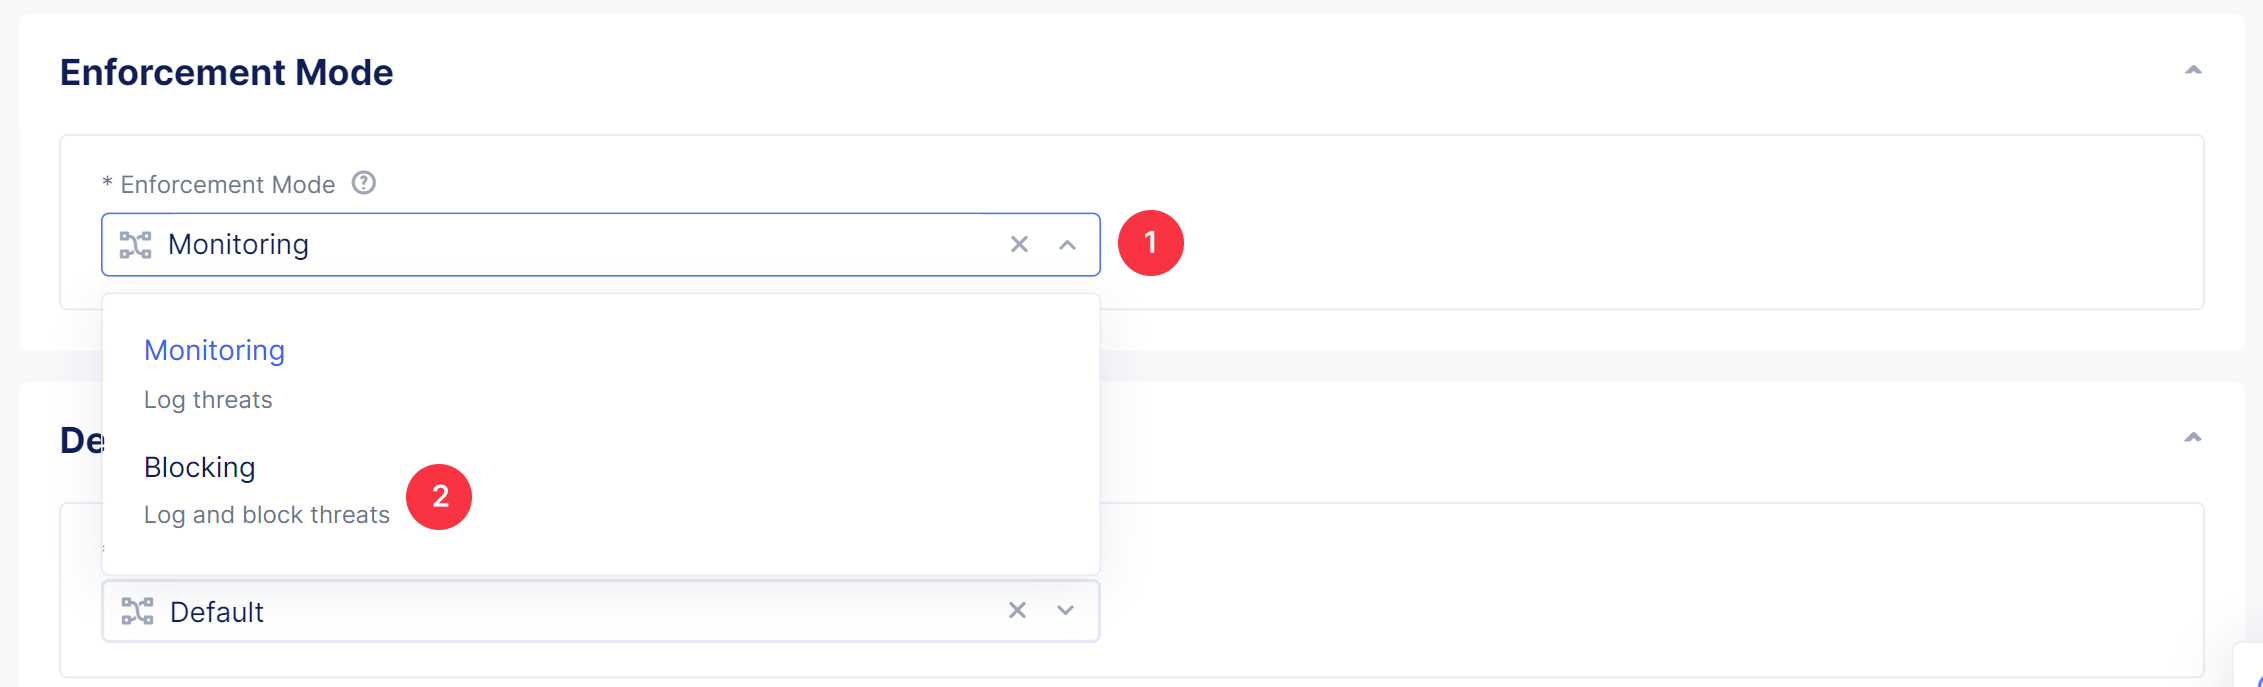 Enforcement Mode
* Enforcement Mode ?
Monitoring
1
Monitoring
Log threats
De
Blocking
2
Log and block threats
Default